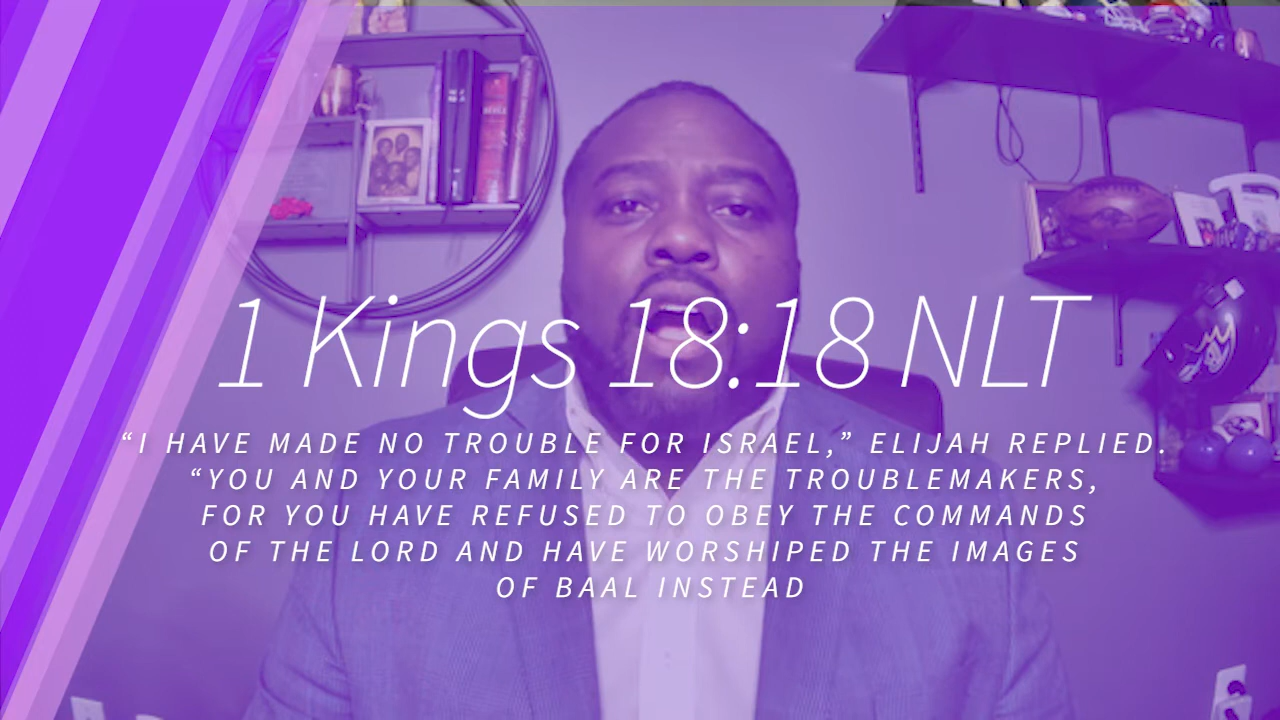 1 Kings 18:18 NLT
“I HAVE MADE NO TROUBLE FOR ISRAEL,” ELIJAH REPLIED.
“YOU AND YOUR FAMILY ARE THE TROUBLEMAKERS,
FOR YOU HAVE REFUSED TO OBEY THE COMMANDS
OF THE LORD AND HAVE WORSHIPED THE IMAGES
OF BAAL INSTEAD